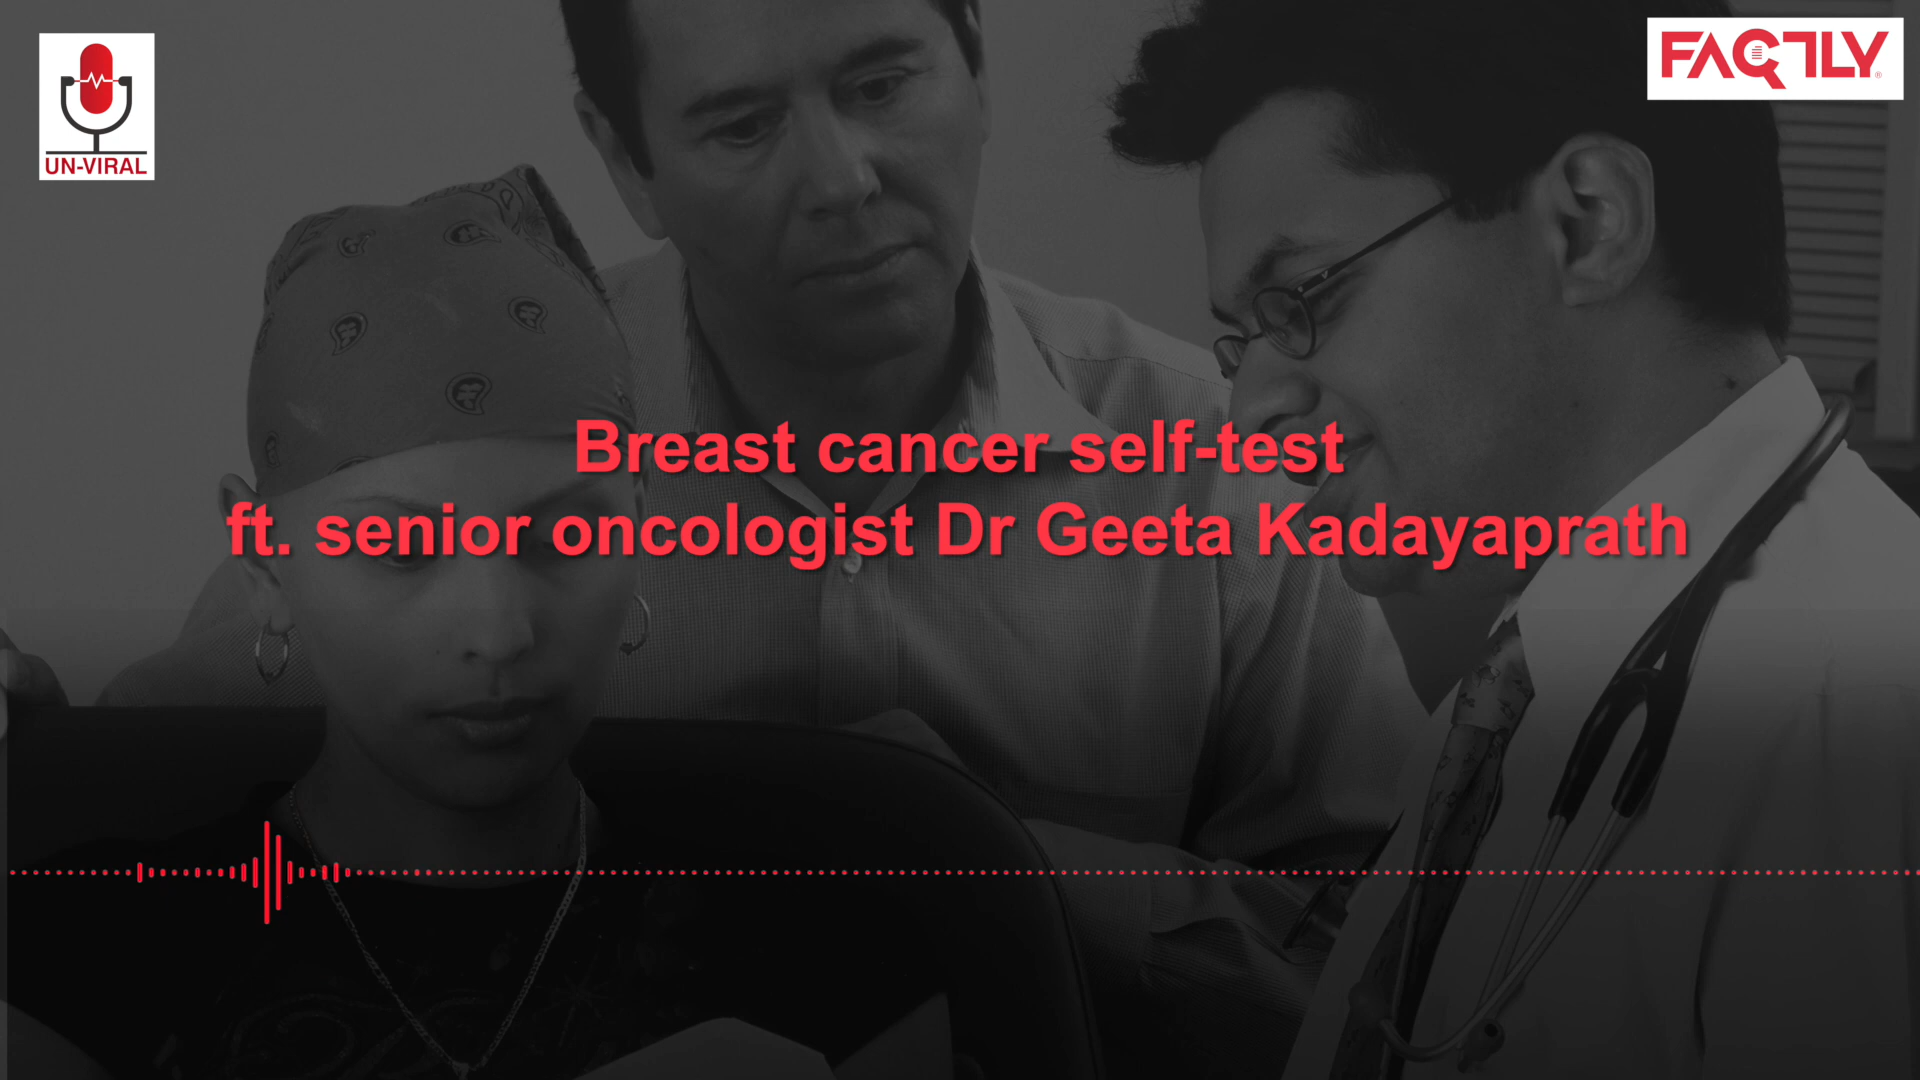 UN-VIRAL
FACTLY
Breast cancer self-test
ft. senior oncologist Dr Geeta Kadayaprath